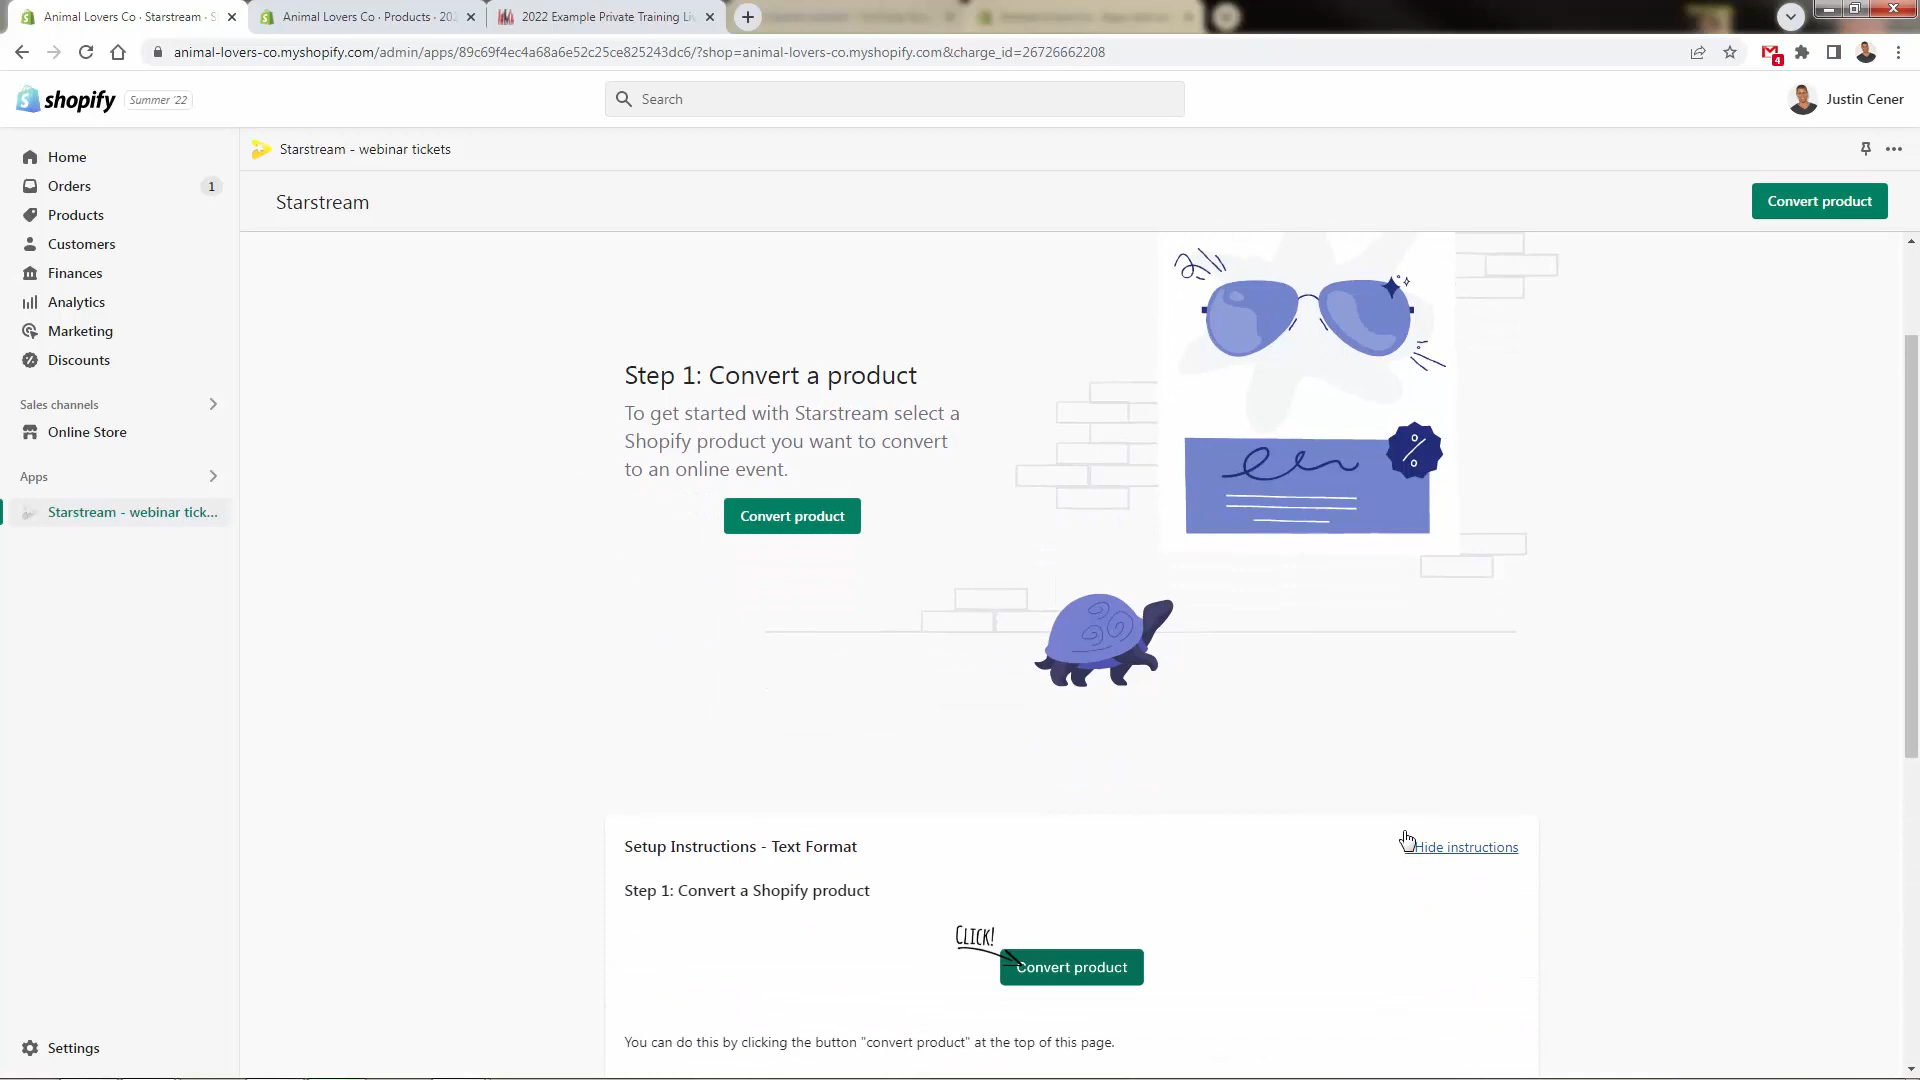 Animal Lovers Co · Starstream · S
Animal Lovers Co · Products · 202
2022 Example Private Training Liv
animal-lovers-co.myshopify.com/admin/apps/89c69f4ec4a68a6e52c25ce825243dc6/?shop=animal-lovers-co.myshopify.com&charge_id=26726662208
4
shopify
Summer '22
Search
Justin Cener
Home
Orders
1
Products
Customers
Finances
Analytics
Marketing
Discounts
Sales channels
Online Store
Apps
Starstream - webinar tick...
Settings
Starstream - webinar tickets
Starstream
Convert product
Step 1: Convert a product
To get started with Starstream select a
Shopify product you want to convert
to an online event.
Convert product
Setup Instructions - Text Format
Hide instructions
Step 1: Convert a Shopify product
CLICK!
Convert product
You can do this by clicking the button "convert product" at the top of this page.